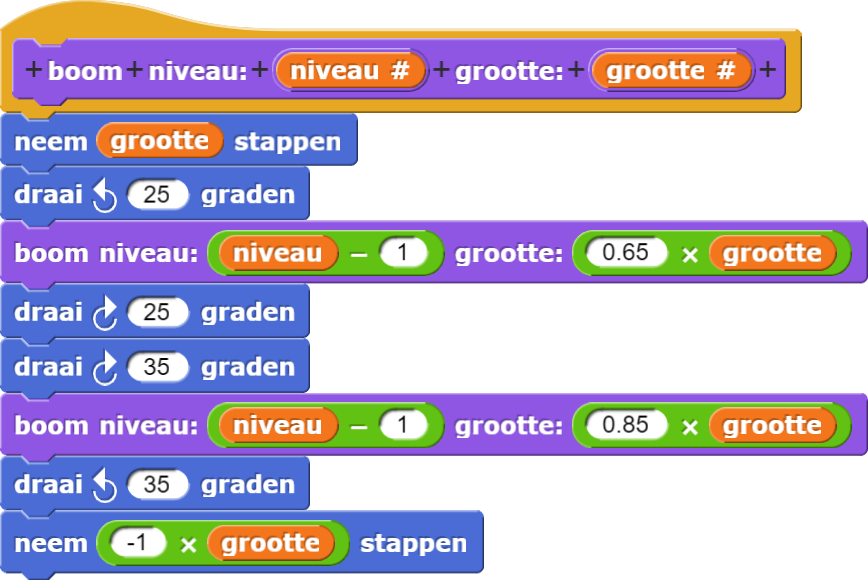 + boom + niveau: + niveau # + grootte: + grootte # +
neem grootte stappen
draai 25 graden
boom niveau: niveau - 1 grootte: 0.65 × grootte
draai 25 graden
draai 35 graden
boom niveau: niveau - 1 grootte: 0.85 × grootte
draai 35 graden
neem -1 × grootte stappen